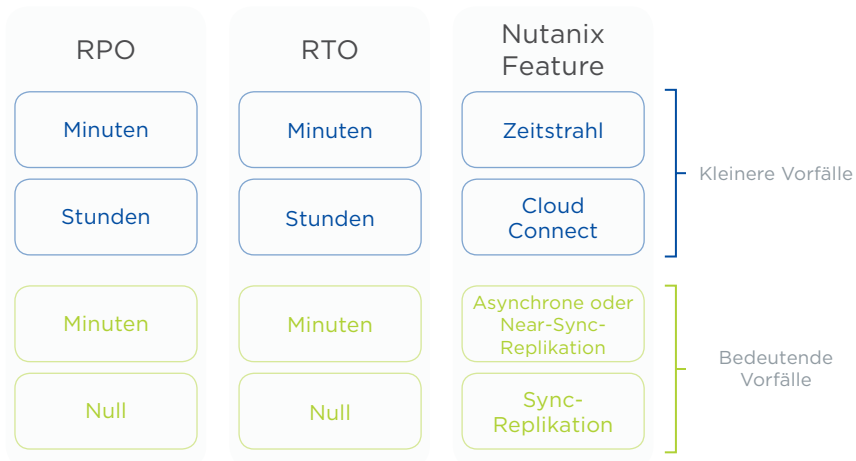 RPO
RTO
Nutanix
Feature
Minuten
Minuten
Zeitstrahl
Stunden
Stunden
Cloud
Connect
Kleinere Vorfälle
Minuten
Minuten
Asynchrone oder
Near-Sync-
Replikation
Null
Null
Sync-
Replikation
Bedeutende
Vorfälle